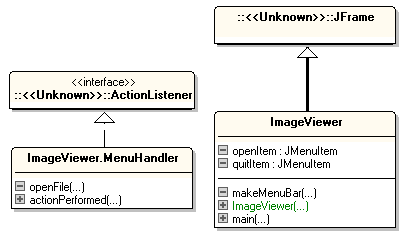 ::<<Unknown>>::JFrame
<<interface>>
::<<Unknown>>::ActionListener
ImageViewer.MenuHandler
openFile(...)
actionPerformed(...)
ImageViewer
openItem : JMenuItem
quitItem : JMenuItem
makeMenuBar(...)
ImageViewer(...)
main(...)